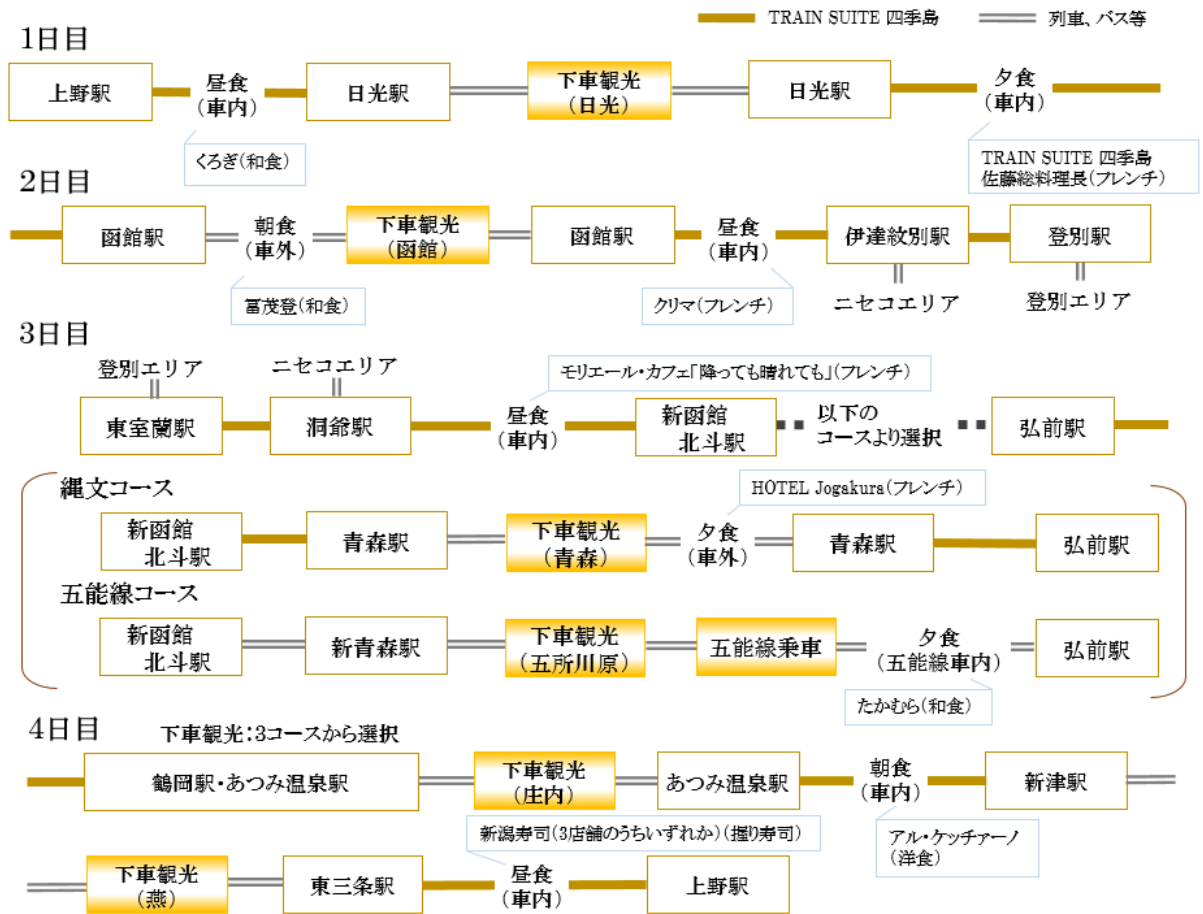 TRAIN SUITE 四季島
列車、バス等
1日目
上野駅
昼食
(車内)
日光駅
下車観光
(日光)
日光駅
夕食
(車内)
くろぎ(和食)
TRAIN SUITE 四季島
佐藤総料理長(フレンチ)
2日目
函館駅
朝食
(車外)
下車観光
(函館)
函館駅
昼食
(車内)
伊達紋別駅
登別駅
冨茂登(和食)
クリマ(フレンチ)
ニセコエリア
登別エリア
3日目
登別エリア
ニセコエリア
モリエール・カフェ「降っても晴れても」(フレンチ)
東室蘭駅
洞爺駅
昼食
(車内)
新函館
北斗駅
以下の
コースより選択
弘前駅
縄文コース
HOTEL Jogakura(フレンチ)
新函館
北斗駅
青森駅
下車観光
(青森)
夕食
(車外)
青森駅
弘前駅
五能線コース
新函館
北斗駅
新青森駅
下車観光
(五所川原)
五能線乗車
夕食
(五能線車内)
弘前駅
たかむら(和食)
4日目
下車観光:3コースから選択
鶴岡駅・あつみ温泉駅
下車観光
(庄内)
あつみ温泉駅
朝食
(車内)
新津駅
新潟寿司(3店舗のうちいずれか)(握り寿司)
アル・ケッチァーノ
(洋食)
下車観光
(燕)
東三条駅
昼食
(車内)
上野駅